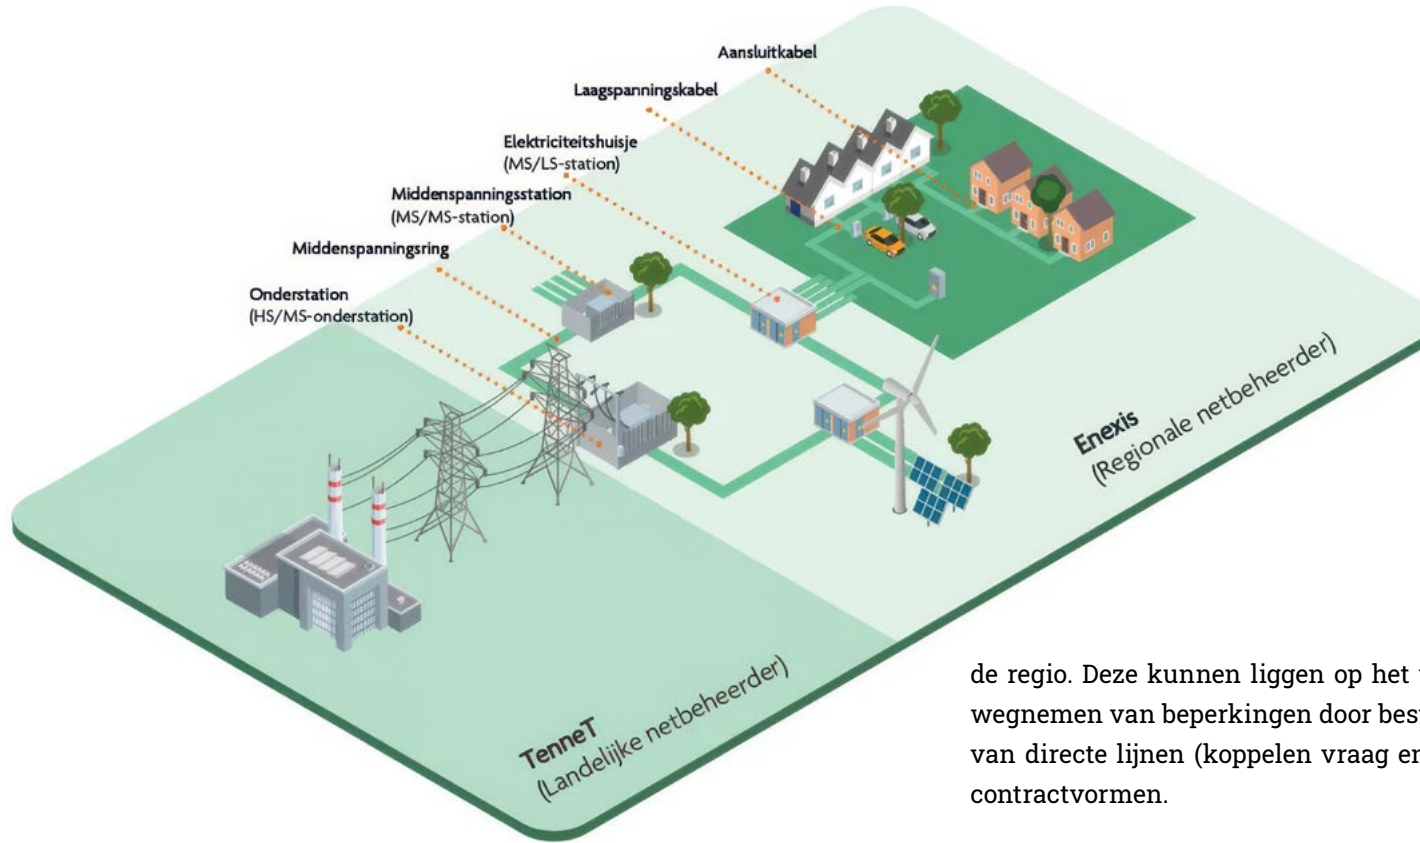 Aansluitkabel
Laagspanningskabel
Elektriciteitshuisje
(MS/LS-station)
Middenspanningsstation
(MS/MS-station)
Middenspanningsring
Onderstation
(HS/MS-onderstation)
Enexis
(Regionale netbeheerder)
TenneT
(Landelijke netbeheerder)
de regio. Deze kunnen liggen op het
wegnemen van beperkingen door
van directe lijnen (koppelen vraag
contractvormen.